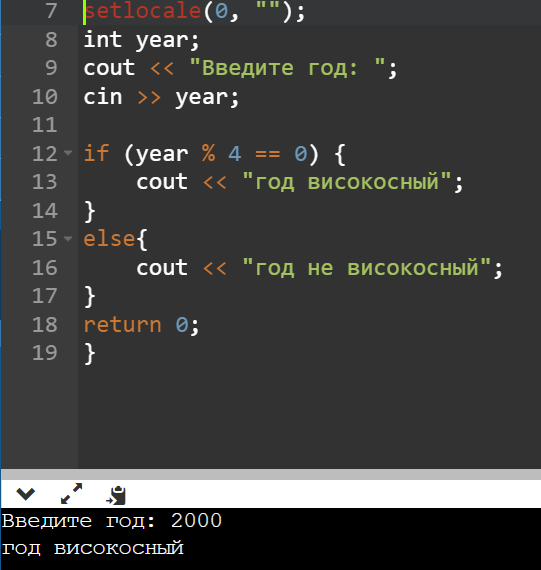 7 setlocale(0, "");
8 int year;
9 cout << "Введите год: ";
10 cin >> year;
11
12 if (year % 4 == 0) {
13     cout << "год високосный";
14 }
15 else{
16     cout << "год не високосный";
17 }
18 return 0;
19 }
Введите год: 2000
год високосный